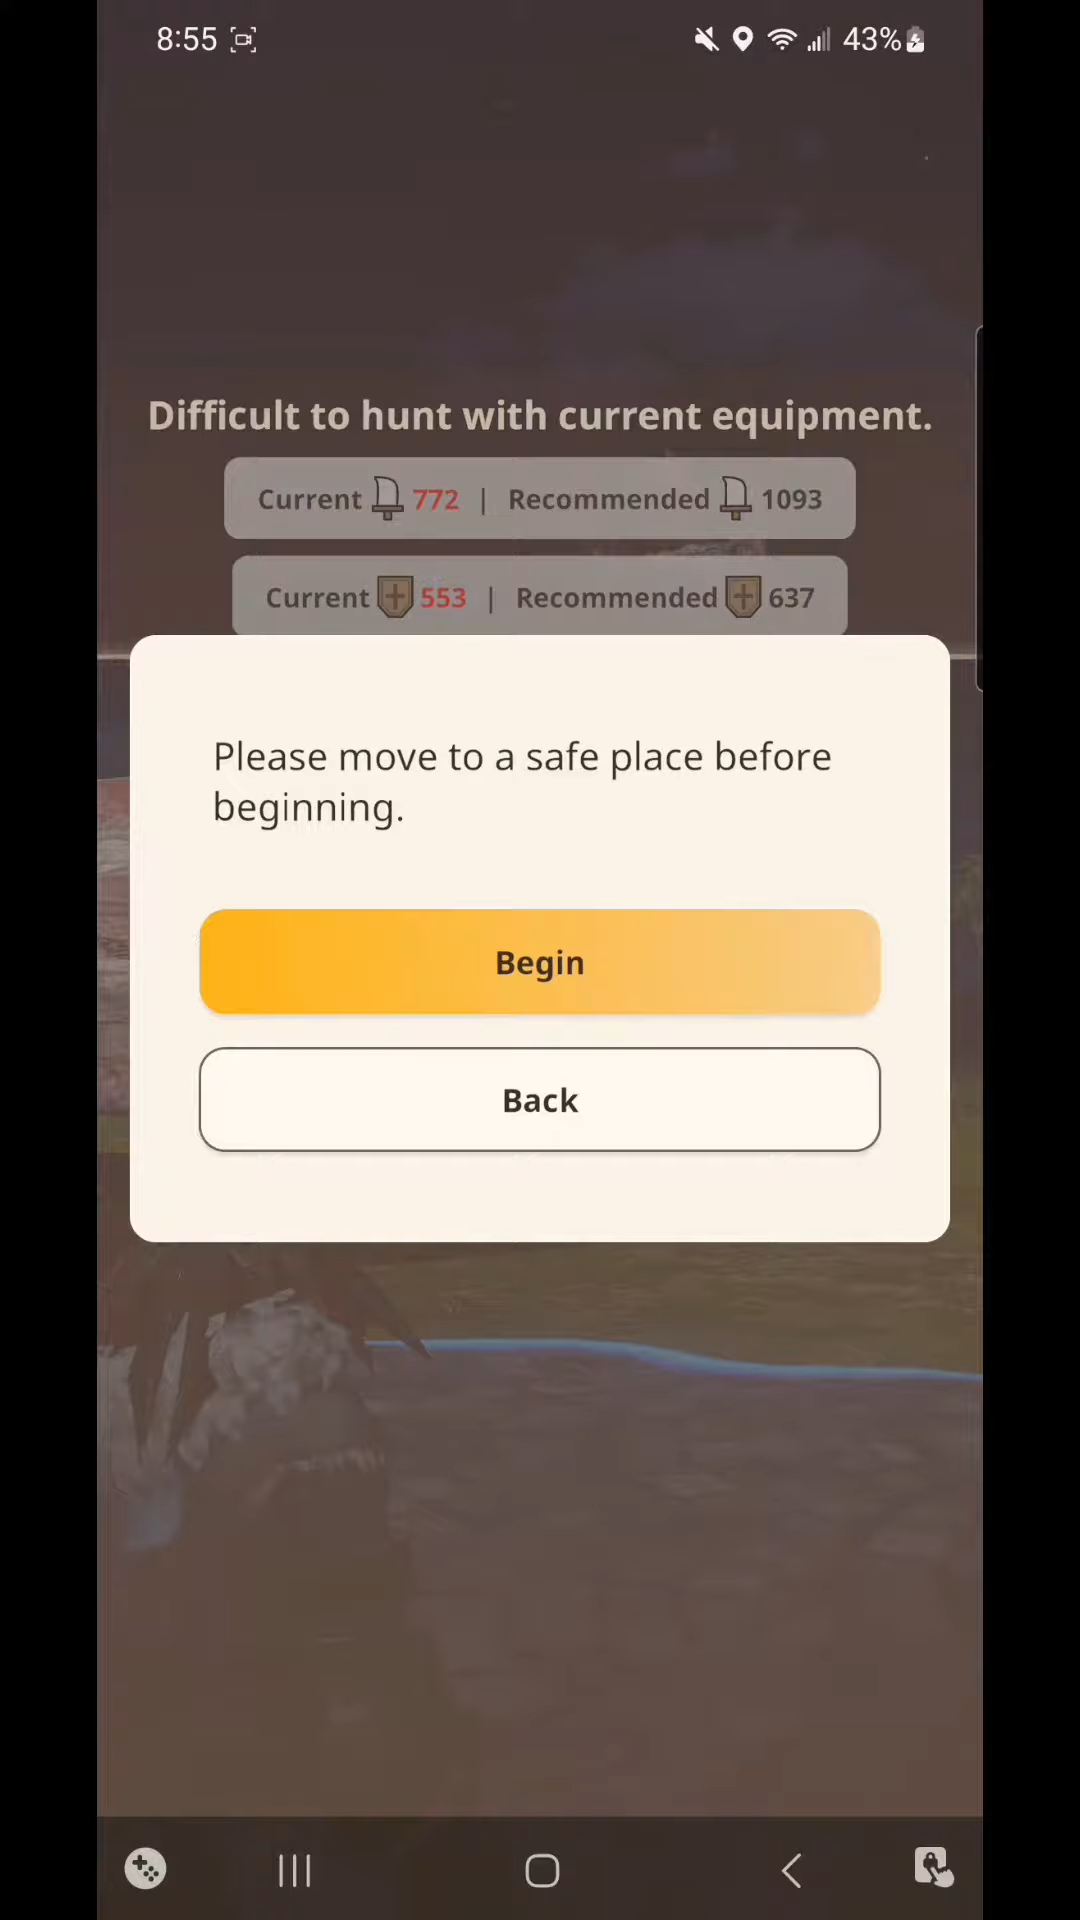 8:55 43%
Difficult to hunt with current equipment.
Current 772 | Recommended 1093
Current 553 | Recommended 637
Please move to a safe place before
beginning.
Begin
Back